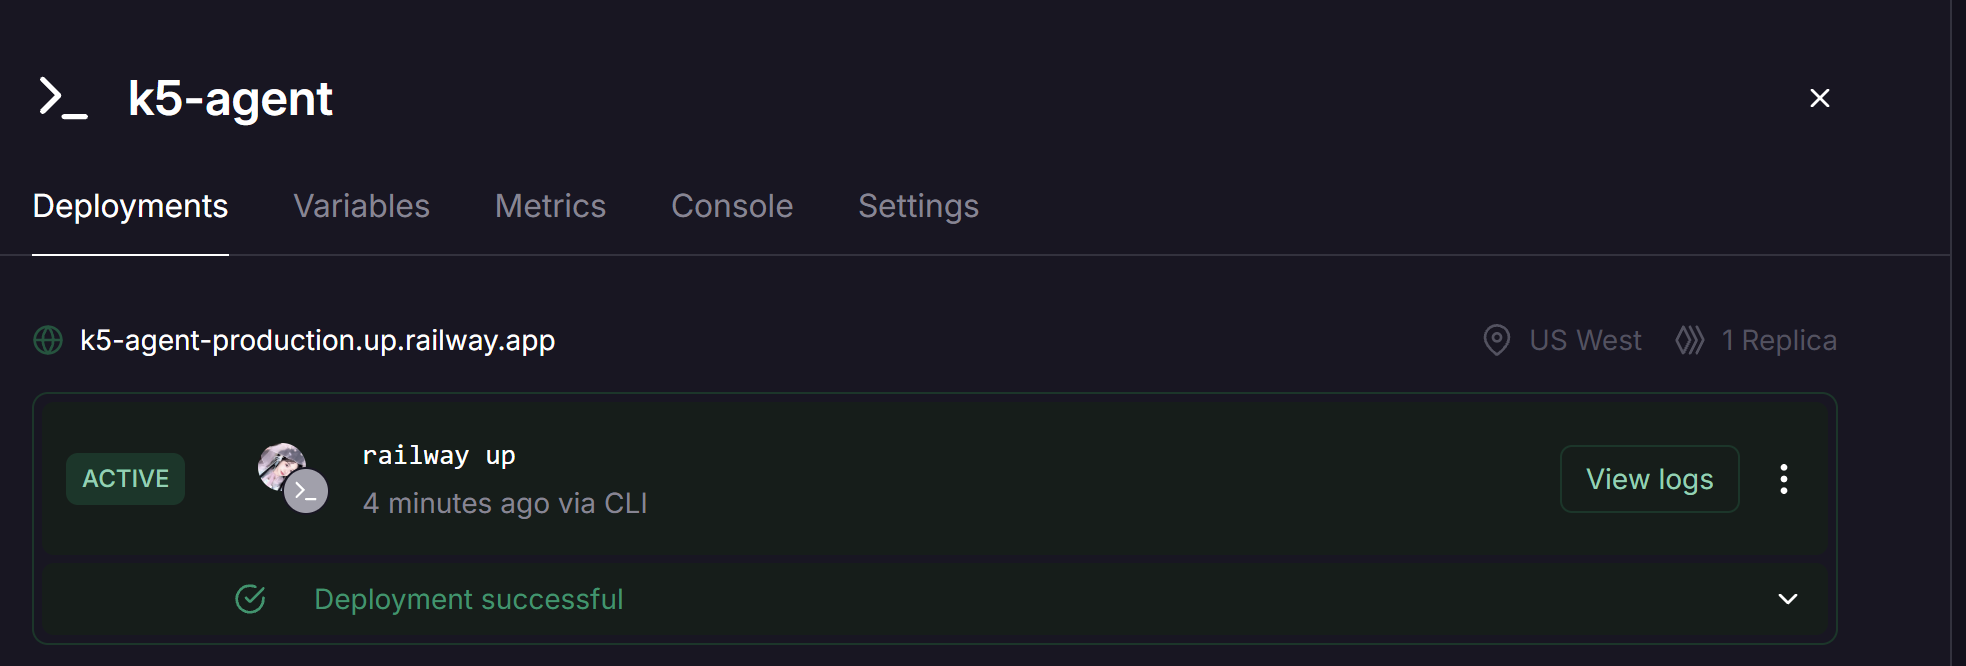 k5-agent
Deployments Variables Metrics Console Settings
k5-agent-production.up.railway.app US West 1 Replica
ACTIVE railway up View logs
4 minutes ago via CLI
Deployment successful